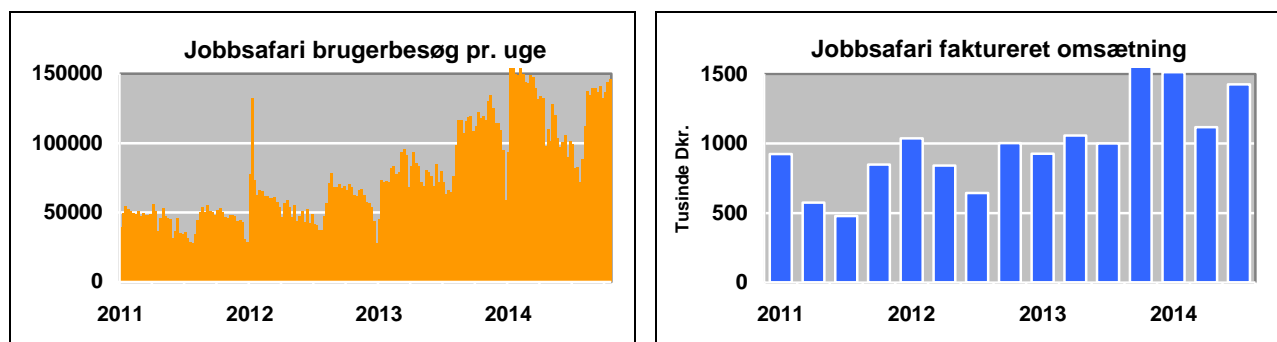 Jobbsafari brugerbesøg pr. uge
150000
100000
50000
0
2011 2012 2013 2014
Jobbsafari faktureret omsætning
Tusinde Dkr.
1500
1000
500
0
2011 2012 2013 2014